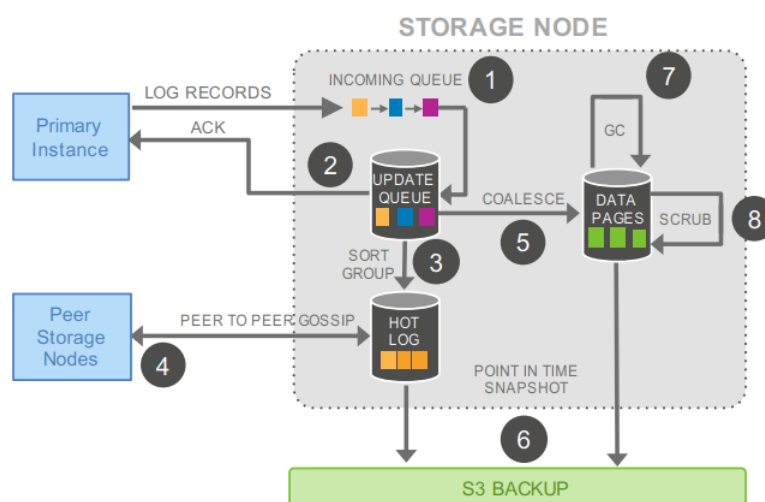 STORAGE NODE
INCOMING QUEUE
1
7
LOG RECORDS
Primary
Instance
ACK
GC
2
UPDATE
QUEUE
COALESCE
5
DATA
PAGES
SCRUB
8
SORT
GROUP
3
Peer
Storage
Nodes
PEER TO PEER GOSSIP
4
HOT
LOG
POINT IN TIME
SNAPSHOT
6
S3 BACKUP